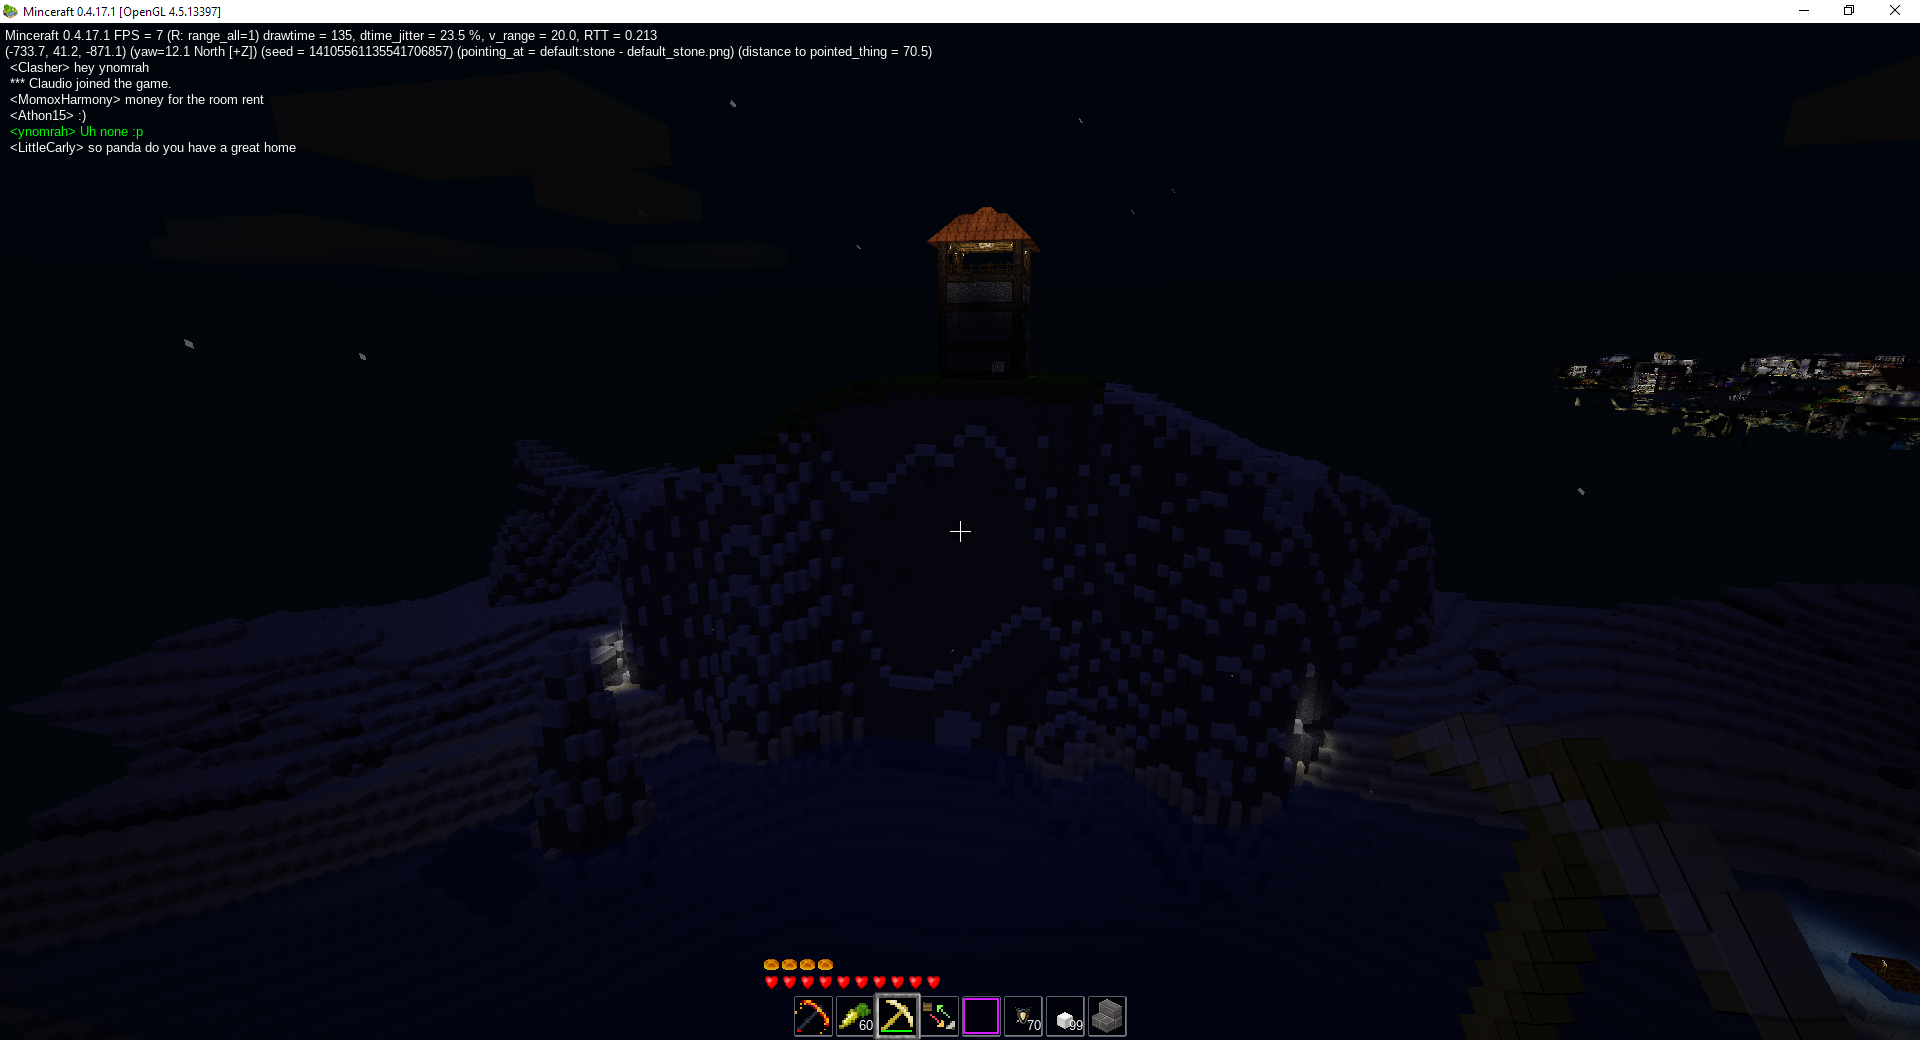 Minceraft 0.4.17.1 [OpenGL 4.5.13397]
Minceraft 0.4.17.1 FPS = 7 (R: range_all=1) drawtime = 135, dtime_jitter = 23.5 %, v_range = 20.0, RTT = 0.213
(-733.7, 41.2, -871.1) (yaw=12.1 North [+Z]) (seed = 14105561135541706857) (pointing_at = default:stone - default_stone.png) (distance to pointed_thing = 70.5)
<Clasher> hey ynomrah
*** Claudio joined the game.
<MomoxHarmony> money for the room rent
<Athon15> :)
<ynomrah> Uh none :p
<LittleCarly> so panda do you have a great home
60
70
99